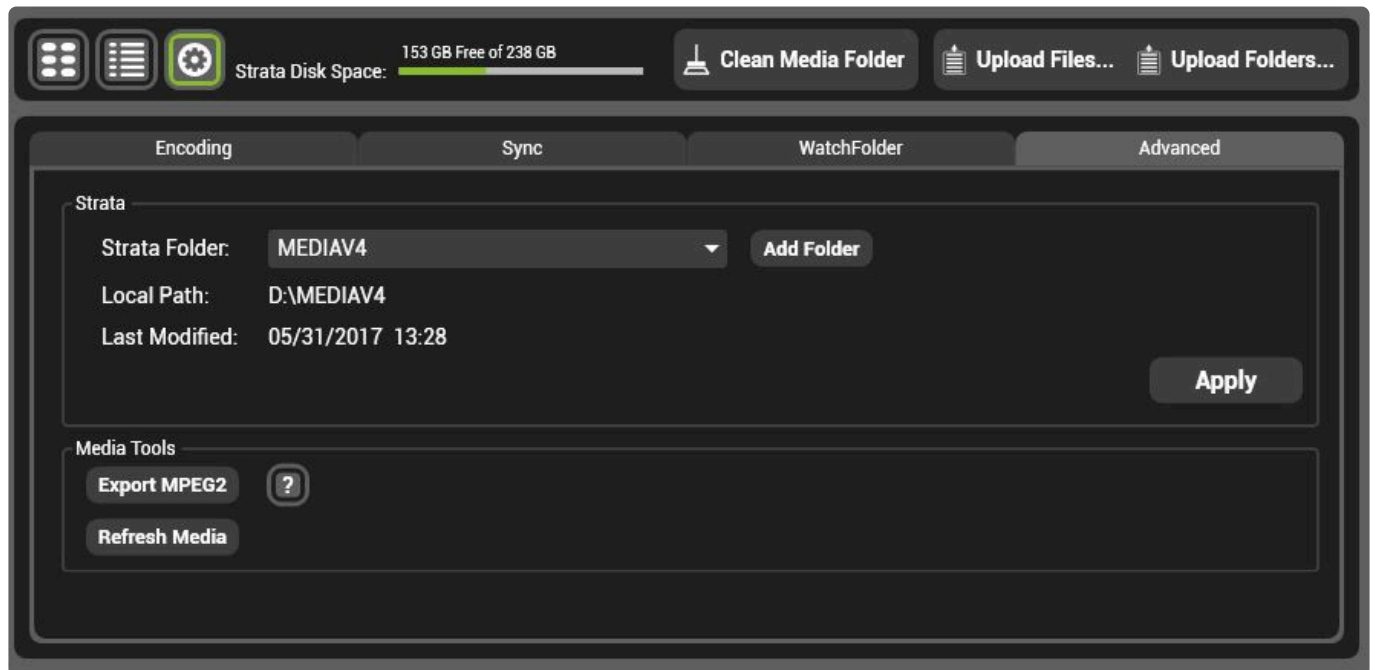 Strata Disk Space: 153 GB Free of 238 GB Clean Media Folder Upload Files... Upload Folders...
Encoding Sync WatchFolder Advanced
Strata
Strata Folder: MEDIAV4 Add Folder
Local Path: D:\MEDIAV4
Last Modified: 05/31/2017 13:28
Apply
Media Tools
Export MPEG2 ?
Refresh Media